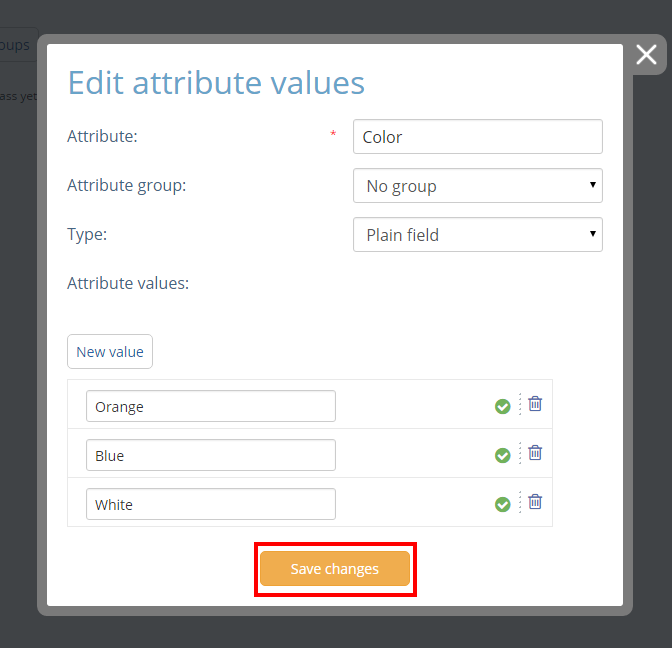 oups
ass yet
Edit attribute values
Attribute: * Color
Attribute group: No group
Type: Plain field
Attribute values:
New value
Orange
Blue
White
Save changes